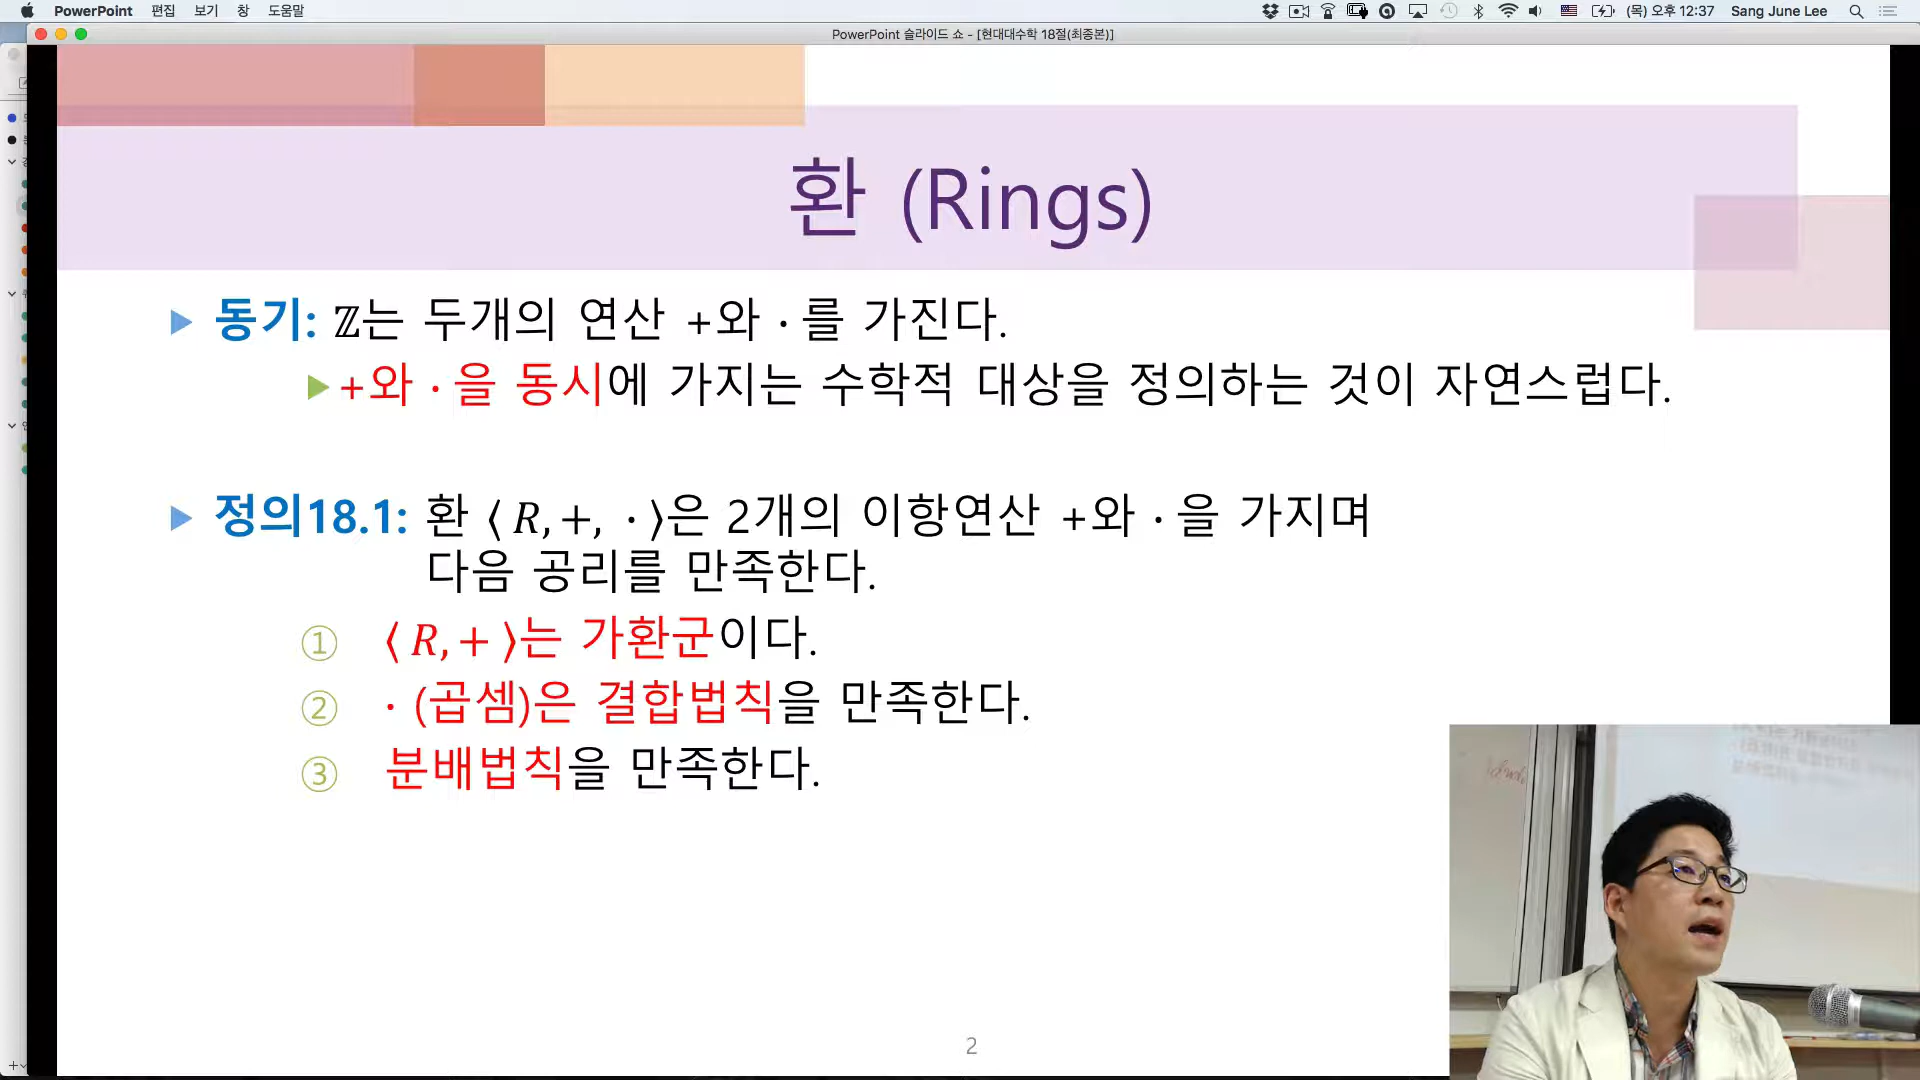 PowerPoint 편집 보기 창 도움말 (목) 오후 12:37 Sang June Lee
PowerPoint 슬라이드 쇼 - [현대대수학 18절(최종본)]
환 (Rings)
동기: ℤ는 두개의 연산 +와 · 를 가진다.
+와 · 을 동시에 가지는 수학적 대상을 정의하는 것이 자연스럽다.
정의18.1: 환 ⟨ R, +, · ⟩은 2개의 이항연산 +와 · 을 가지며
다음 공리를 만족한다.
① ⟨ R, + ⟩는 가환군이다.
② · (곱셈)은 결합법칙을 만족한다.
③ 분배법칙을 만족한다.
2